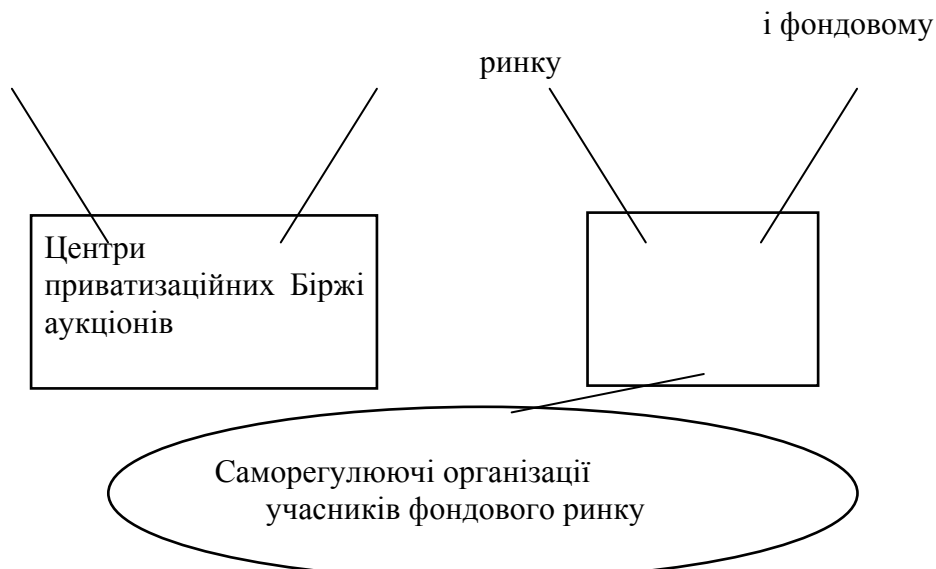 і фондовому
ринку
Центри
приватизаційних Біржі
аукціонів
Саморегулюючі організації
учасників фондового ринку